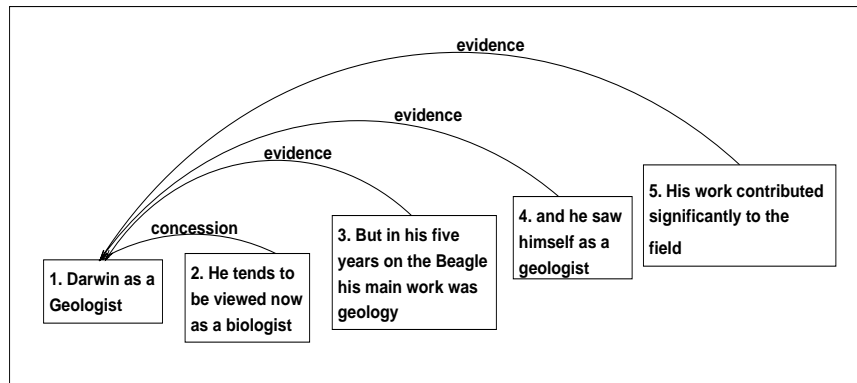 evidence
evidence
evidence
concession
1. Darwin as a
Geologist
2. He tends to
be viewed now
as a biologist
3. But in his five
years on the Beagle
his main work was
geology
4. and he saw
himself as a
geologist
5. His work contributed
significantly to the
field